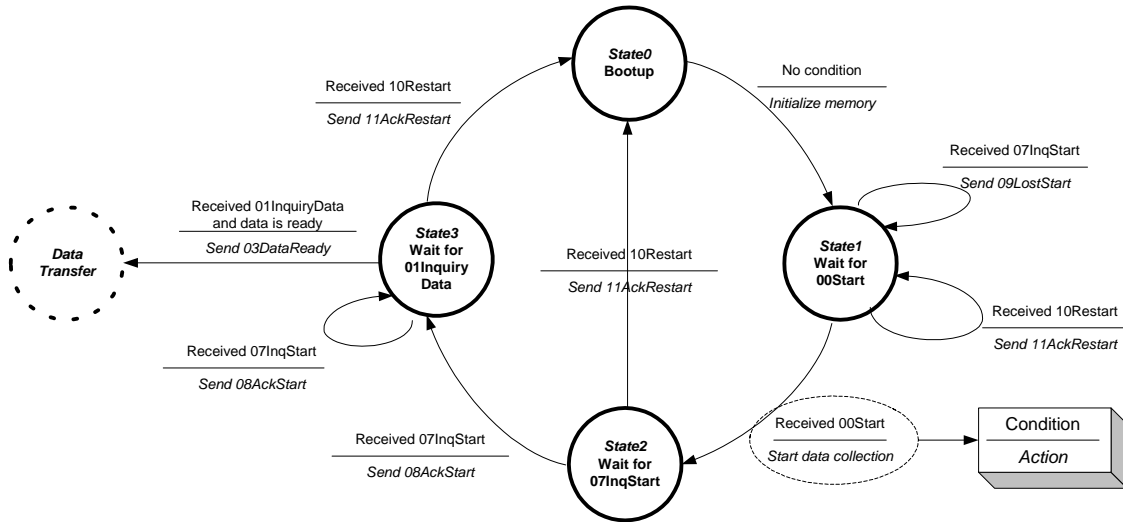 State0
Bootup
No condition
Initialize memory
Received 10Restart
Send 11AckRestart
Received 07InqStart
Send 09LostStart
Received 01InquiryData
and data is ready
Send 03DataReady
Data
Transfer
State3
Wait for
01Inquiry
Data
Received 10Restart
Send 11AckRestart
State1
Wait for
00Start
Received 10Restart
Send 11AckRestart
Received 07InqStart
Send 08AckStart
Received 07InqStart
Send 08AckStart
State2
Wait for
07InqStart
Received 00Start
Start data collection
Condition
Action